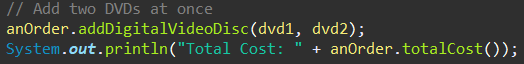 // Add two DVDs at once
anOrder.addDigitalVideoDisc(dvd1, dvd2);
System.out.println("Total Cost: " + anOrder.totalCost());